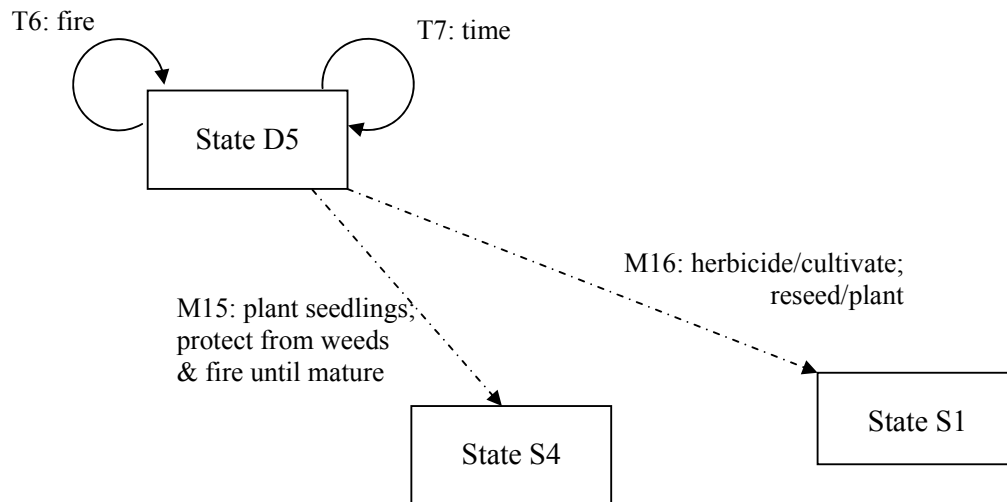 T6: fire
T7: time
State D5
M16: herbicide/cultivate;
reseed/plant
M15: plant seedlings;
protect from weeds
& fire until mature
State S1
State S4